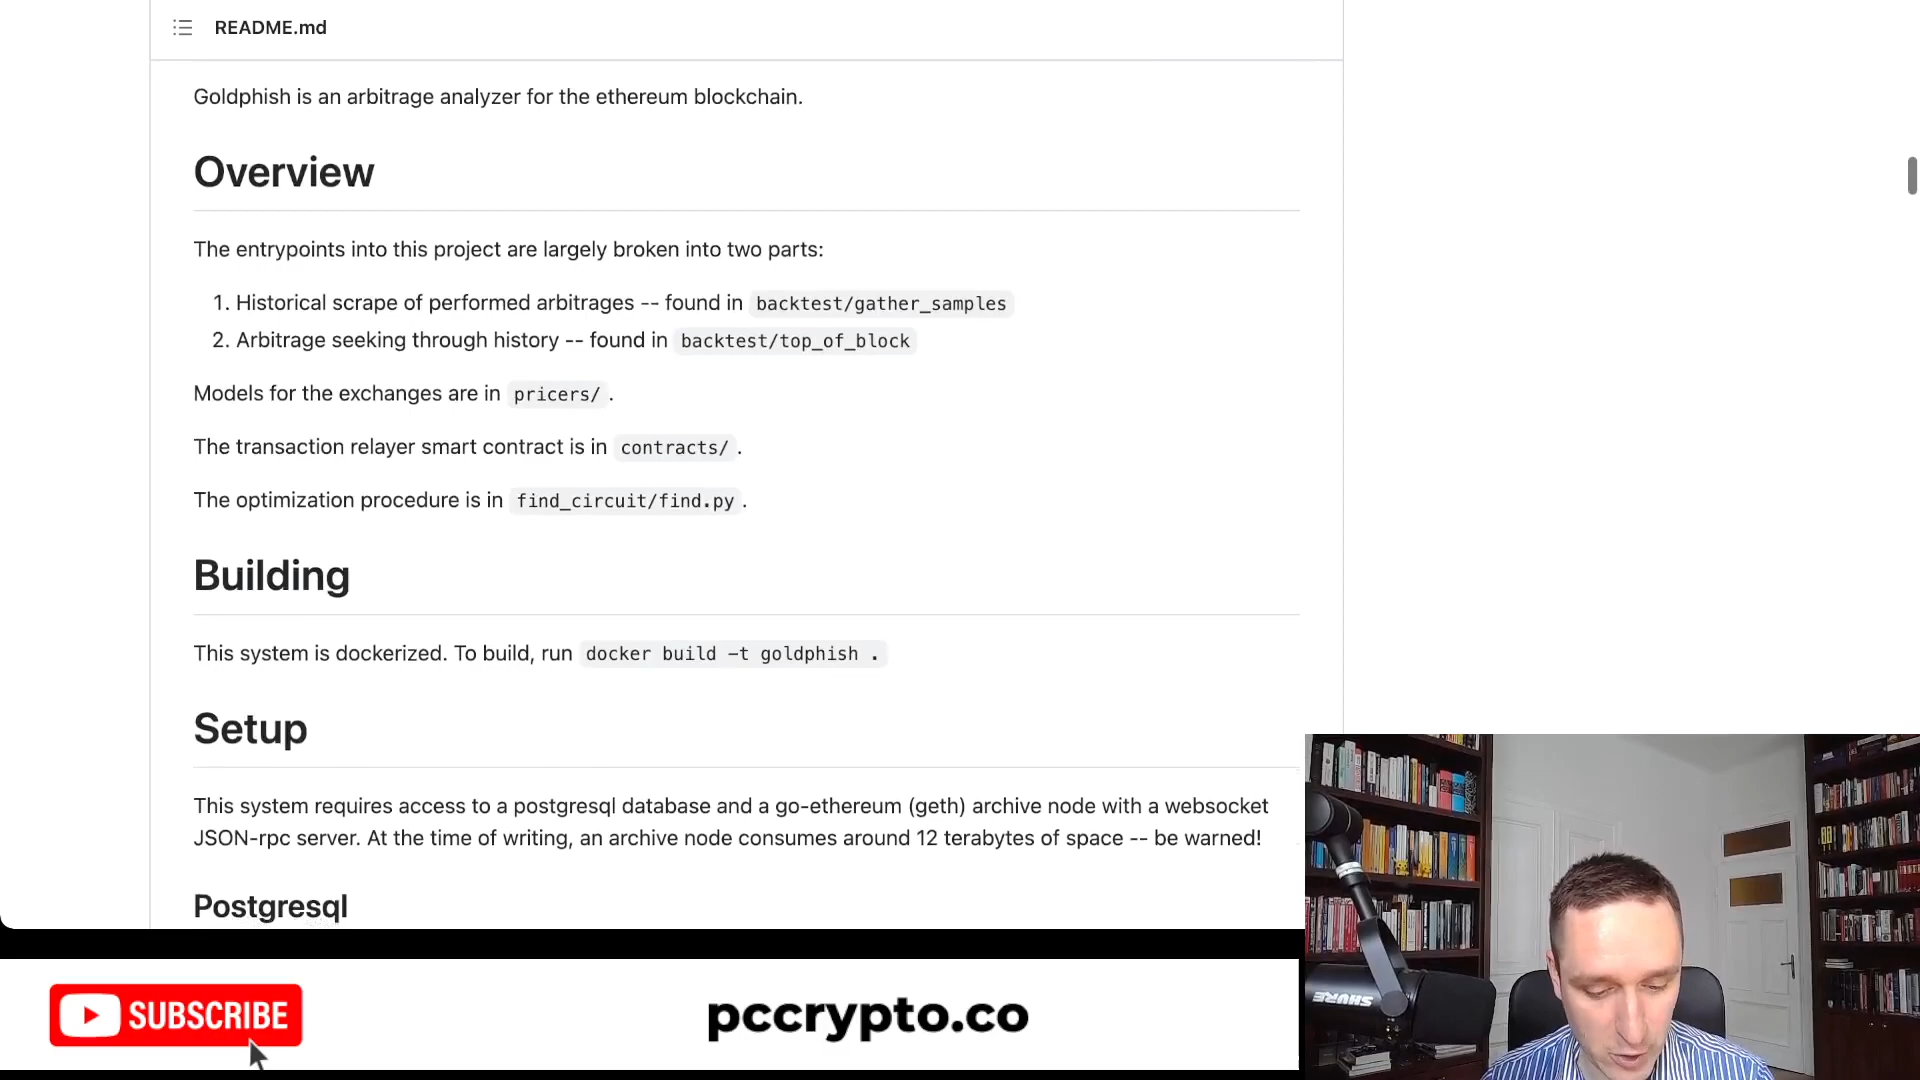 README.md
Goldphish is an arbitrage analyzer for the ethereum blockchain.
Overview
The entrypoints into this project are largely broken into two parts:
1. Historical scrape of performed arbitrages -- found in backtest/gather_samples
2. Arbitrage seeking through history -- found in backtest/top_of_block
Models for the exchanges are in pricers/ .
The transaction relayer smart contract is in contracts/ .
The optimization procedure is in find_circuit/find.py .
Building
This system is dockerized. To build, run docker build -t goldphish .
Setup
This system requires access to a postgresql database and a go-ethereum (geth) archive node with a websocket
JSON-rpc server. At the time of writing, an archive node consumes around 12 terabytes of space -- be warned!
Postgresql
SUBSCRIBE
pccrypto.co
SHURE